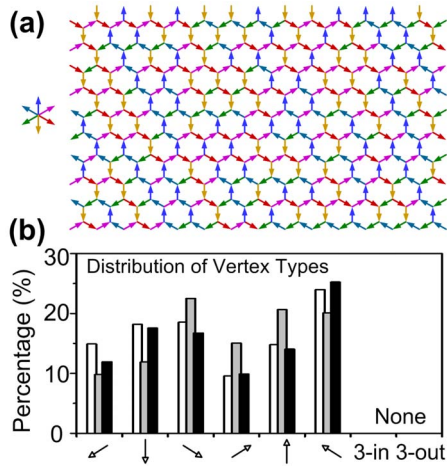 (a)
(b)
30
20
10
0
Percentage (%)
Distribution of Vertex Types
None
3-in 3-out